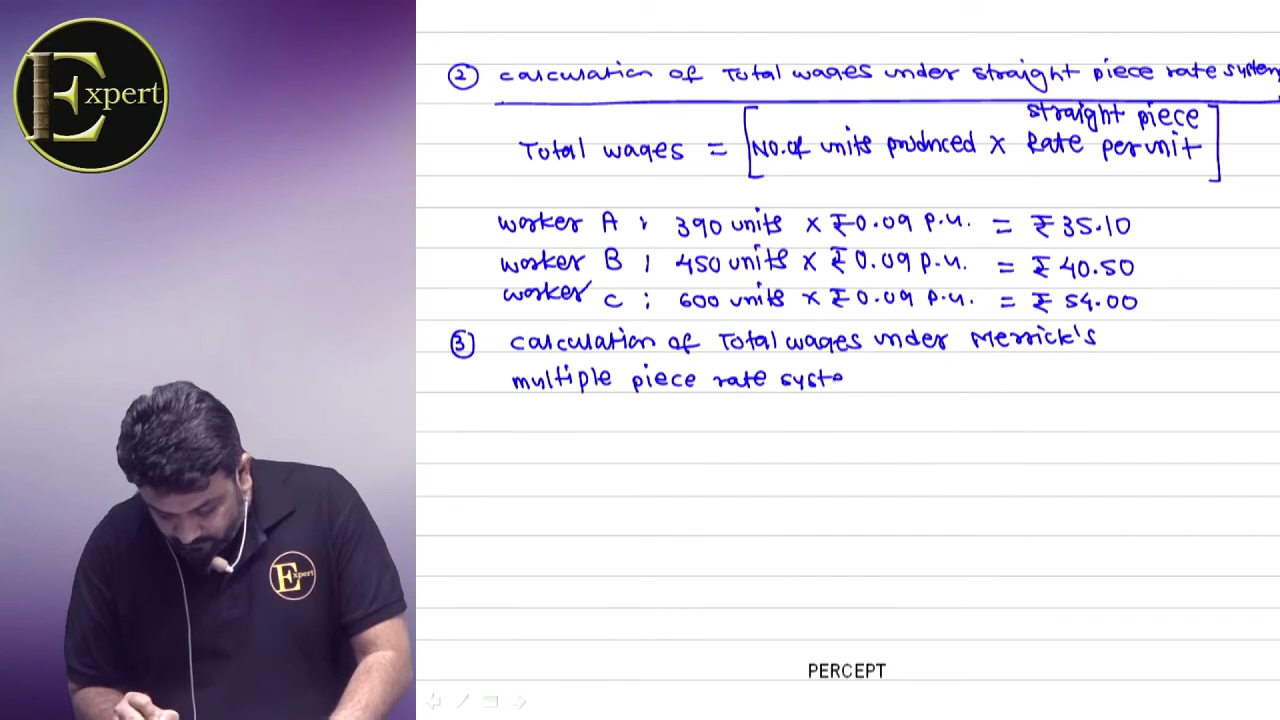 Expert
② calculation of Total wages under straight piece rate system
straight piece
Total wages = [No. of units produced × Rate per unit]
worker A : 390 units × ₹0.09 p.u. = ₹35.10
worker B : 450 units × ₹0.09 p.u. = ₹40.50
worker C : 600 units × ₹0.09 p.u. = ₹54.00
③ calculation of Total wages under Merrick's
multiple piece rate syste
Expert
PERCEPT